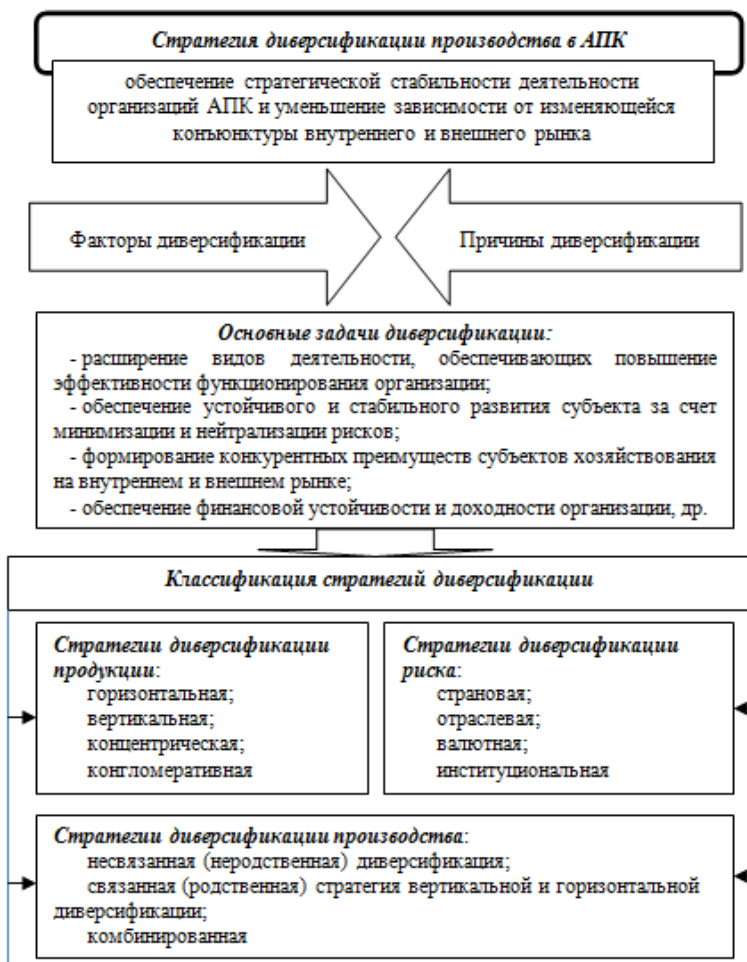 Стратегия диверсификации производства в АПК
обеспечение стратегической стабильности деятельности
организаций АПК и уменьшение зависимости от изменяющейся
конъюнктуры внутреннего и внешнего рынка
Факторы диверсификации
Причины диверсификации
Основные задачи диверсификации:
- расширение видов деятельности, обеспечивающих повышение
эффективности функционирования организации;
- обеспечение устойчивого и стабильного развития субъекта за счет
минимизации и нейтрализации рисков;
- формирование конкурентных преимуществ субъектов хозяйствования
на внутреннем и внешнем рынке;
- обеспечение финансовой устойчивости и доходности организации, др.
Классификация стратегий диверсификации
Стратегии диверсификации
продукции:
горизонтальная;
вертикальная;
концентрическая;
конгломеративная
Стратегии диверсификации
риска:
страновая;
отраслевая;
валютная;
институциональная
Стратегии диверсификации производства:
несвязанная (неродственная) диверсификация;
связанная (родственная) стратегия вертикальной и горизонтальной
диверсификации;
комбинированная